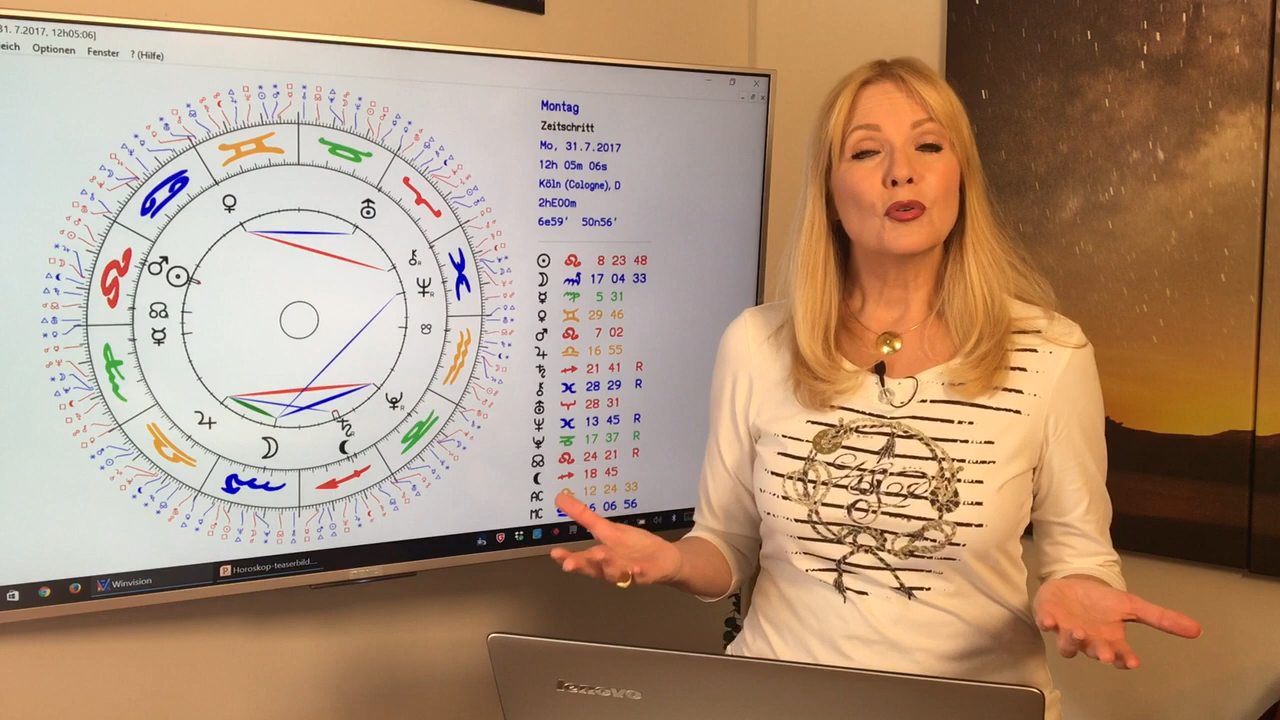 31.7.2017, 12h05:06]
eich Optionen Fenster ? (Hilfe)
Montag
Zeitschritt
Mo, 31.7.2017
12h 05m 06s
Köln (Cologne), D
2hE00m
6e59' 50n56'
8 23 48
17 04 33
5 31
29 46
7 02
16 55
21 41 R
28 29 R
28 31
13 45 R
17 37 R
24 21 R
18 45
AC 12 24 33
MC 6 06 56
Winvision
Horoskop-teaserbild...
lenovo